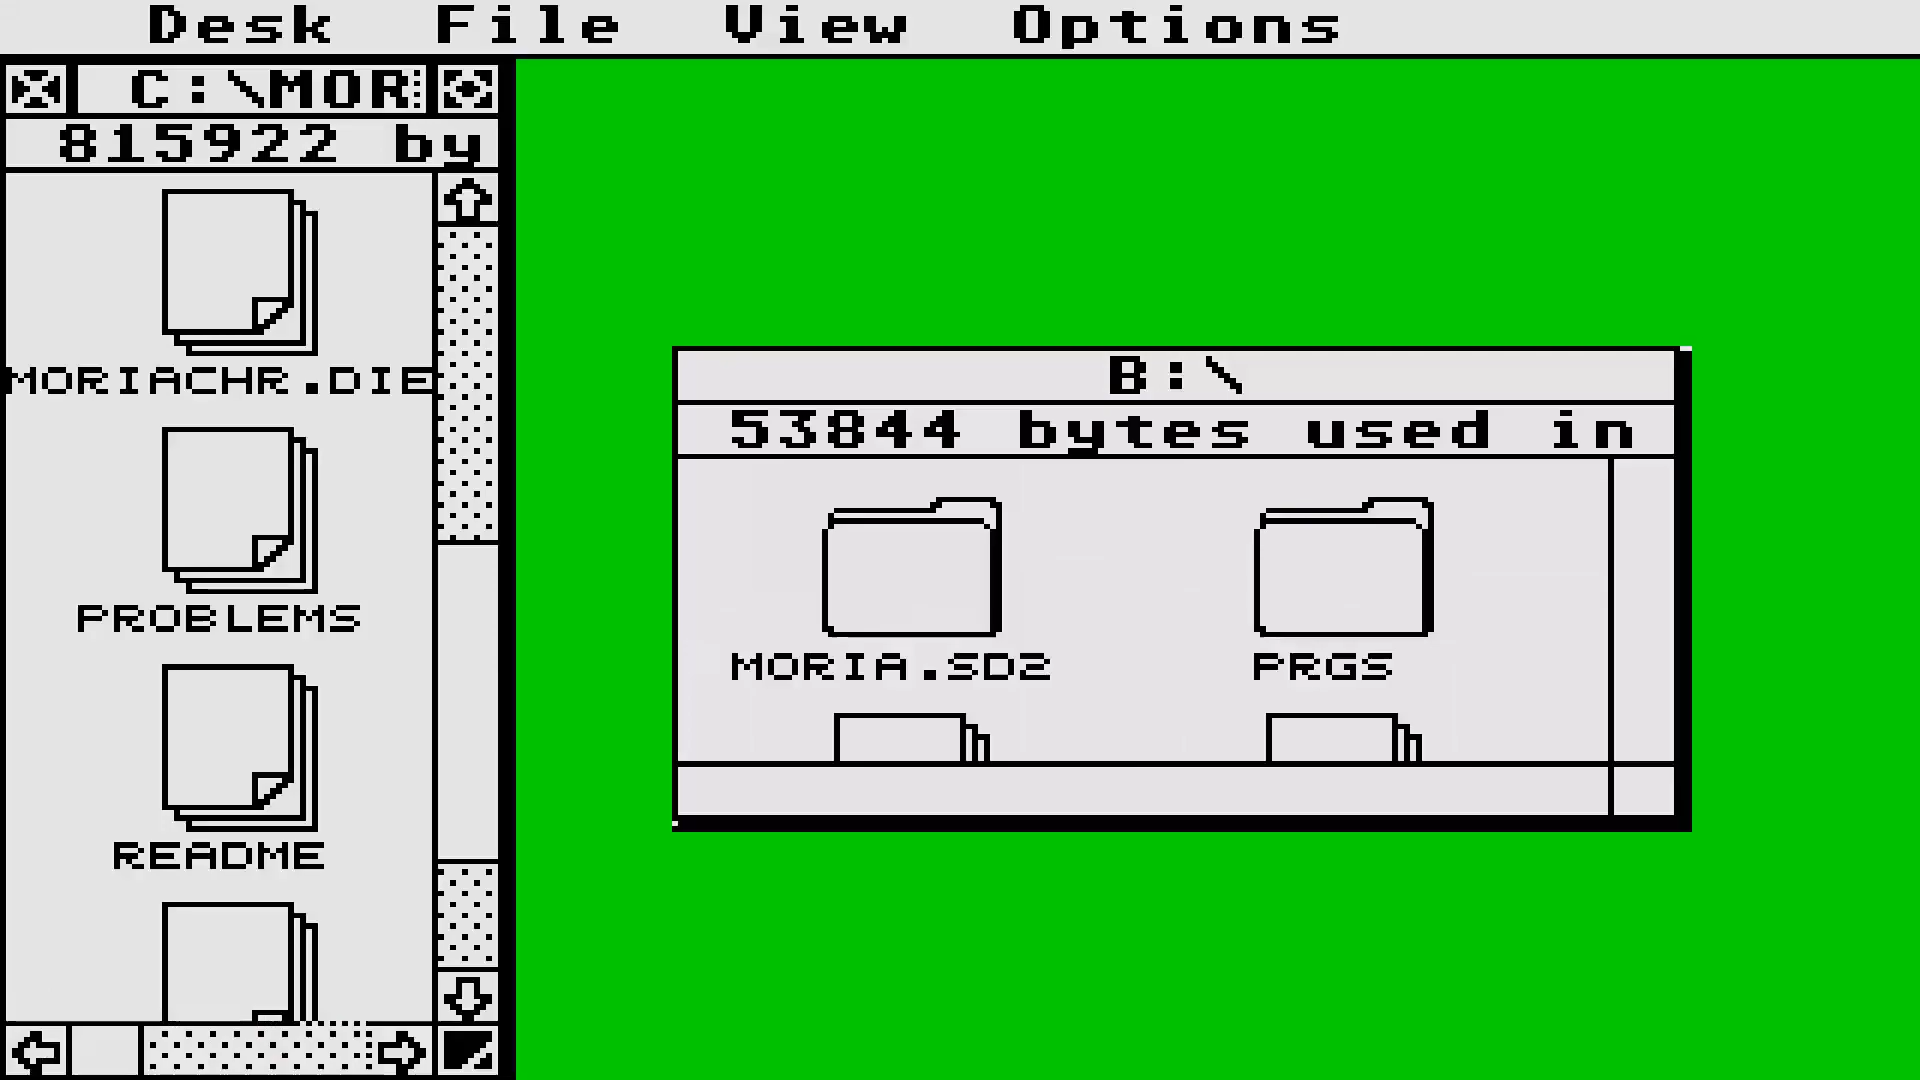 Desk File View Options
C:\MOR
815922 by
MORIACHR.DIE
PROBLEMS
README
B:\
53844 bytes used in
MORIA.SD2 PRGS